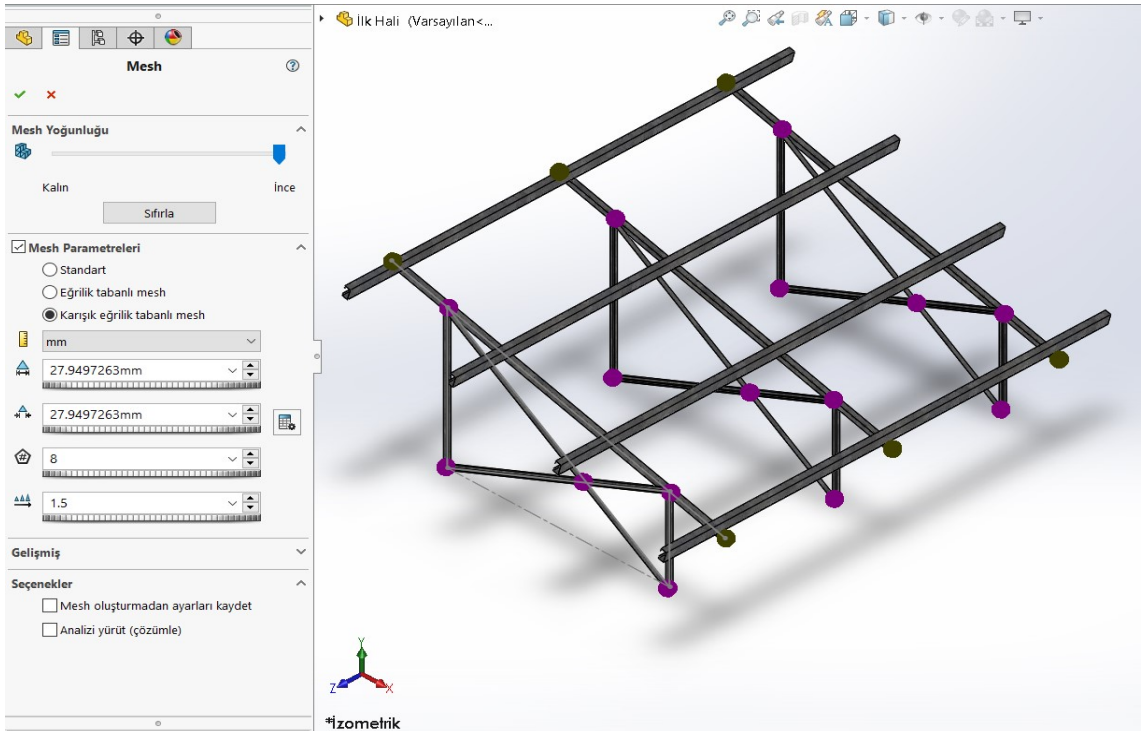 İlk Hali (Varsayılan<...
Mesh
Mesh Yoğunluğu
Kalın
İnce
Sıfırla
Mesh Parametreleri
Standart
Eğrilik tabanlı mesh
Karışık eğrilik tabanlı mesh
mm
27.9497263mm
27.9497263mm
8
1.5
Gelişmiş
Seçenekler
Mesh oluşturmadan ayarları kaydet
Analizi yürüt (çözümle)
Y
Z
X
*İzometrik